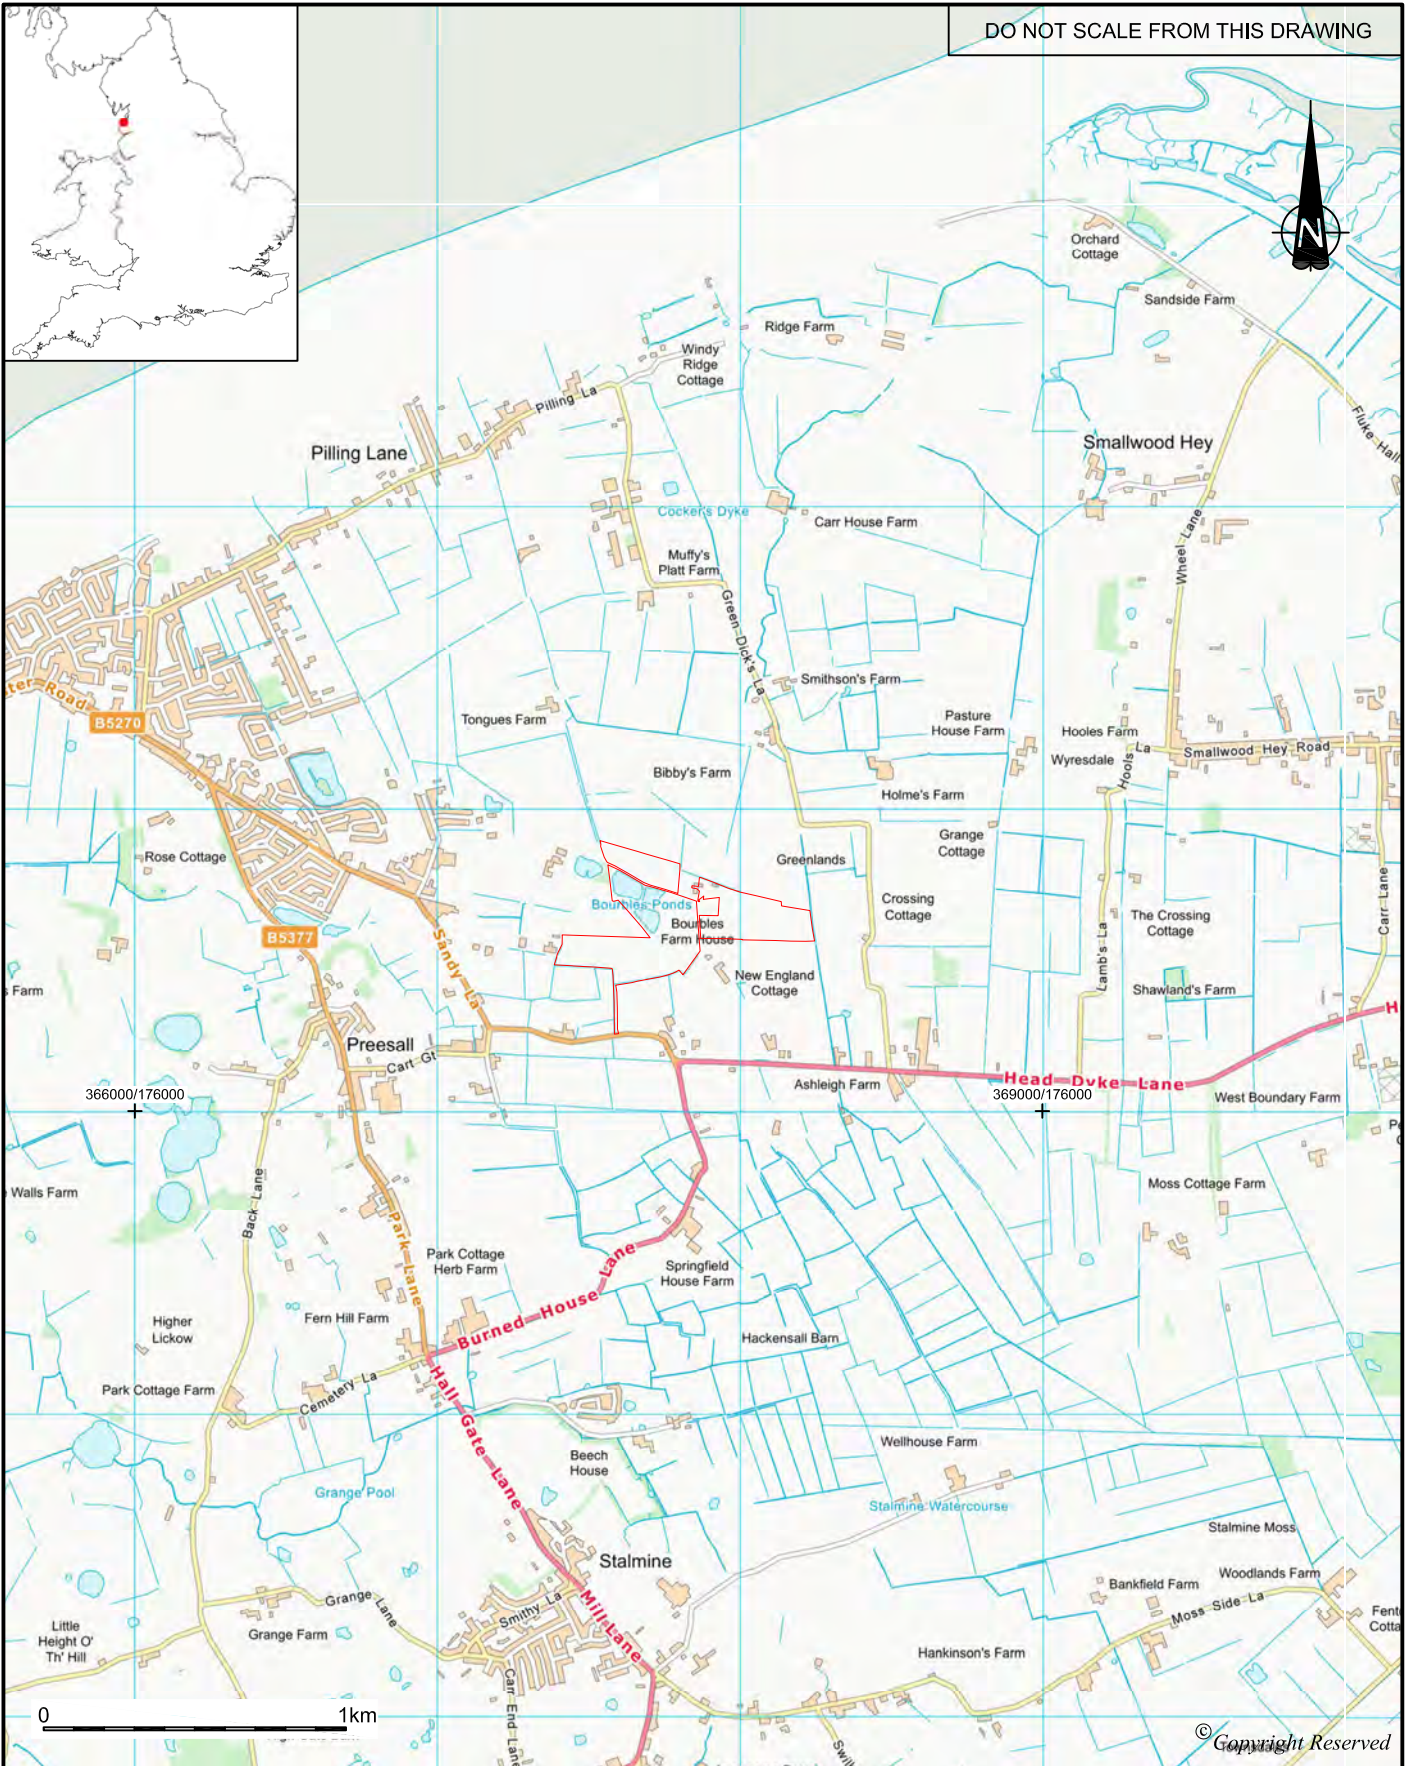 DO NOT SCALE FROM THIS DRAWING
N
Orchard
Cottage
Sandside Farm
Ridge Farm
Windy
Ridge
Cottage
Pilling La
Fluke Hall
Pilling Lane
Smallwood Hey
Cocker's Dyke
Carr House Farm
Wheel Lane
Muffy's
Platt Farm
Green Dick's La
Smithson's Farm
ter Road
B5270
Tongues Farm
Pasture
House Farm
Hooles Farm
Hools La
Smallwood Hey Road
Wyresdale
Bibby's Farm
Holme's Farm
Grange
Cottage
Rose Cottage
Greenlands
Carr Lane
Bourbles Ponds
Crossing
Cottage
The Crossing
Cottage
Lamb's La
Bourbles
Farm House
B5377
Sandy La
New England
Cottage
s Farm
Shawland's Farm
H
Preesall
Cart Gt
Ashleigh Farm
Head Dyke Lane
366000/176000
369000/176000
West Boundary Farm
Walls Farm
Back Lane
Moss Cottage Farm
Park Lane
Park Cottage
Herb Farm
Springfield
House Farm
Burned House Lane
Higher
Lickow
Fern Hill Farm
Hackensall Barn
Park Cottage Farm
Cemetery La
Hall Gate Lane
Beech
House
Wellhouse Farm
Grange Pool
Stalmine Watercourse
Stalmine Moss
Stalmine
Woodlands Farm
Bankfield Farm
Moss Side La
Grange Lane
Smithy La
Mill Lane
Little
Height O'
Th' Hill
Grange Farm
Fent
Cotta
Hankinson's Farm
Carr End Lane
0 1km
Swill
© Copyright Reserved